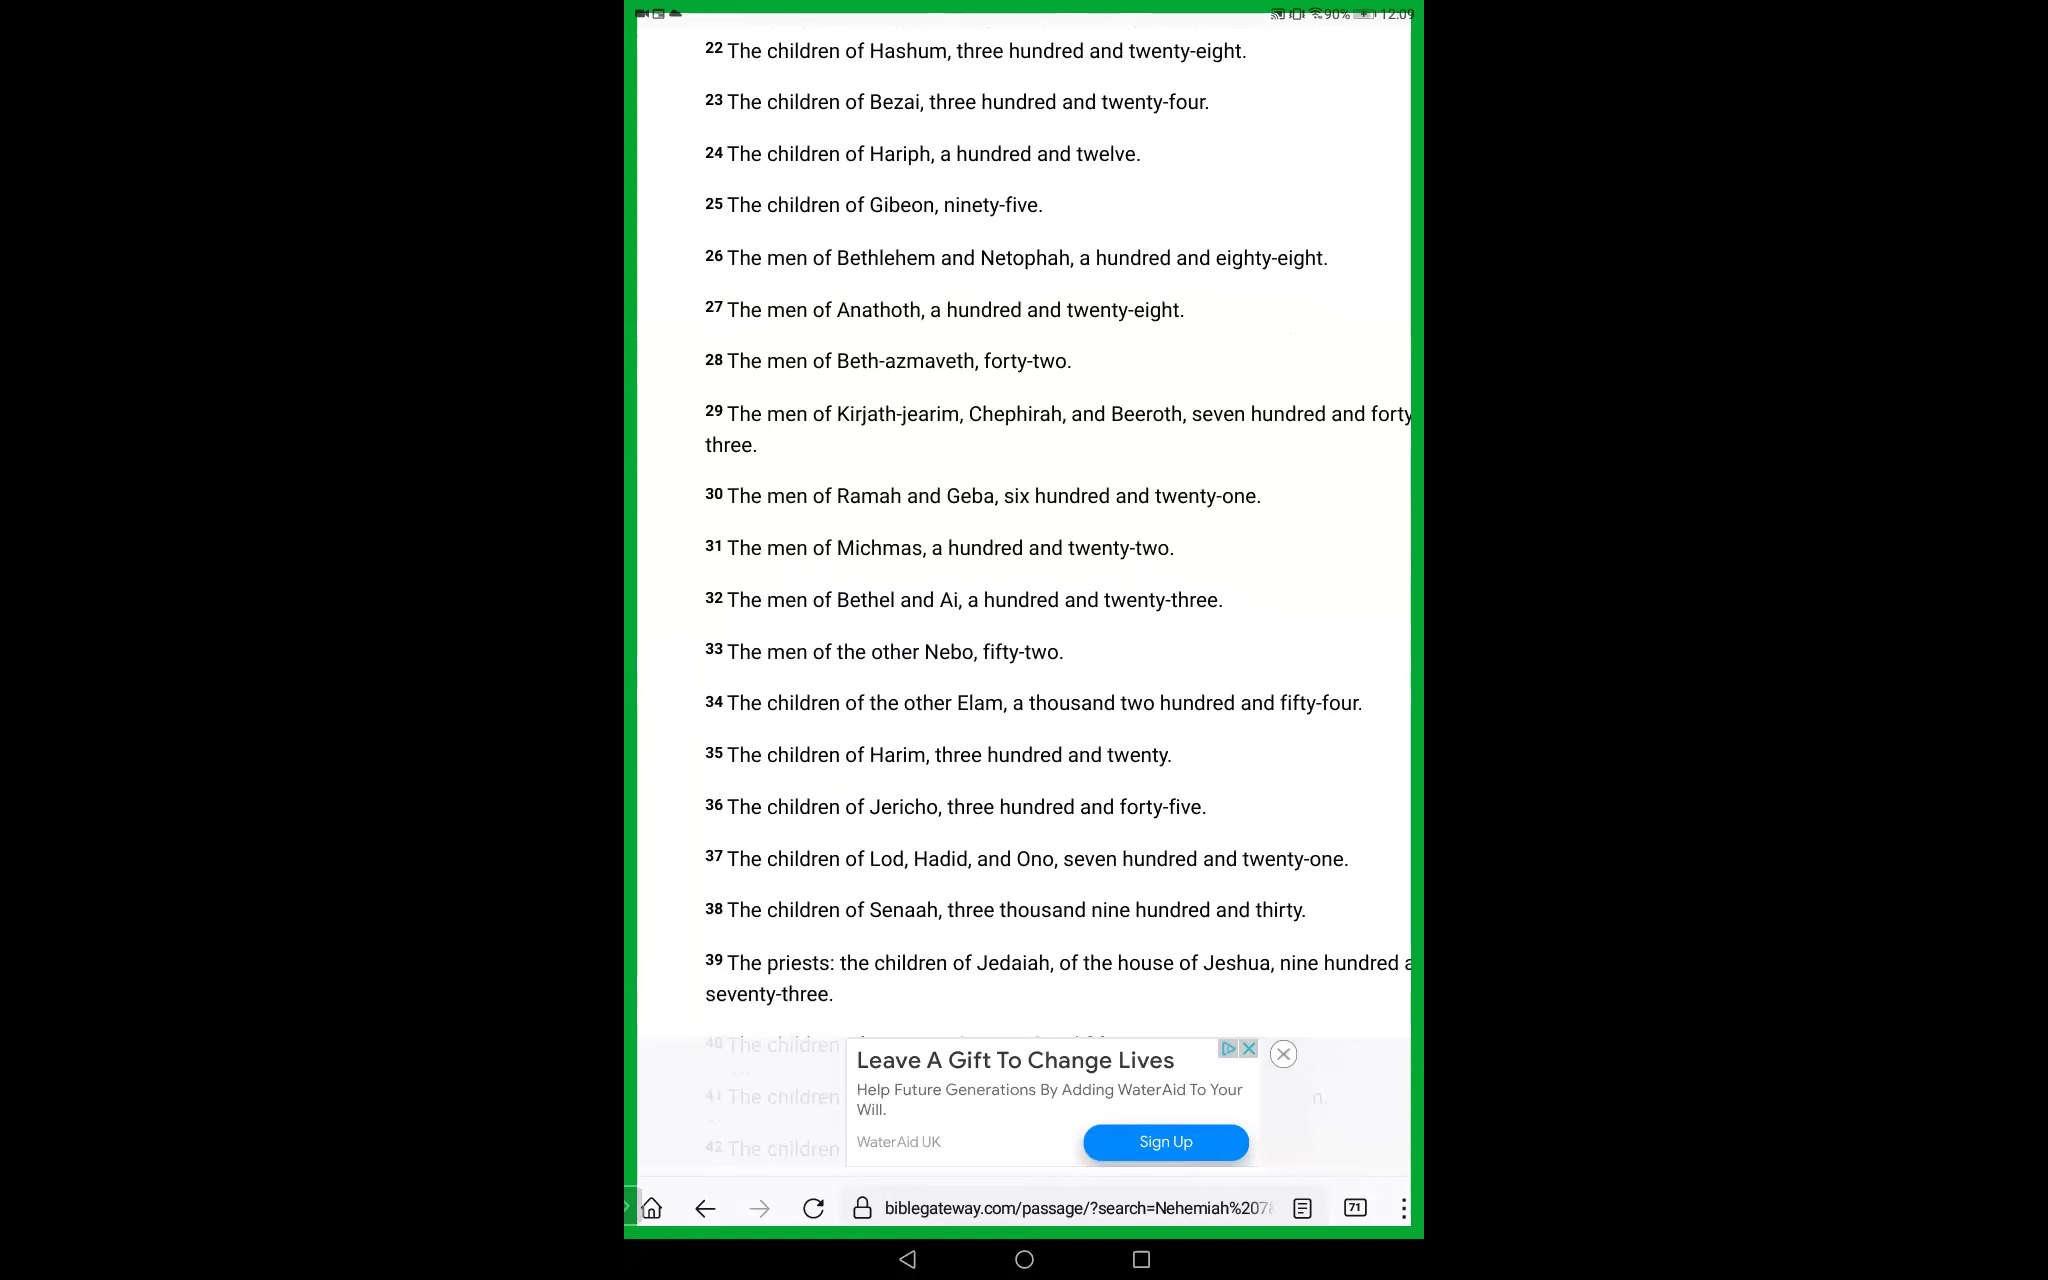 90% 12:09
22 The children of Hashum, three hundred and twenty-eight.
23 The children of Bezai, three hundred and twenty-four.
24 The children of Hariph, a hundred and twelve.
25 The children of Gibeon, ninety-five.
26 The men of Bethlehem and Netophah, a hundred and eighty-eight.
27 The men of Anathoth, a hundred and twenty-eight.
28 The men of Beth-azmaveth, forty-two.
29 The men of Kirjath-jearim, Chephirah, and Beeroth, seven hundred and forty
three.
30 The men of Ramah and Geba, six hundred and twenty-one.
31 The men of Michmas, a hundred and twenty-two.
32 The men of Bethel and Ai, a hundred and twenty-three.
33 The men of the other Nebo, fifty-two.
34 The children of the other Elam, a thousand two hundred and fifty-four.
35 The children of Harim, three hundred and twenty.
36 The children of Jericho, three hundred and forty-five.
37 The children of Lod, Hadid, and Ono, seven hundred and twenty-one.
38 The children of Senaah, three thousand nine hundred and thirty.
39 The priests: the children of Jedaiah, of the house of Jeshua, nine hundred a
seventy-three.
40 The children
41 The children n.
42 The children
Leave A Gift To Change Lives
Help Future Generations By Adding WaterAid To Your
Will.
WaterAid UK
Sign Up
biblegateway.com/passage/?search=Nehemiah%207
71